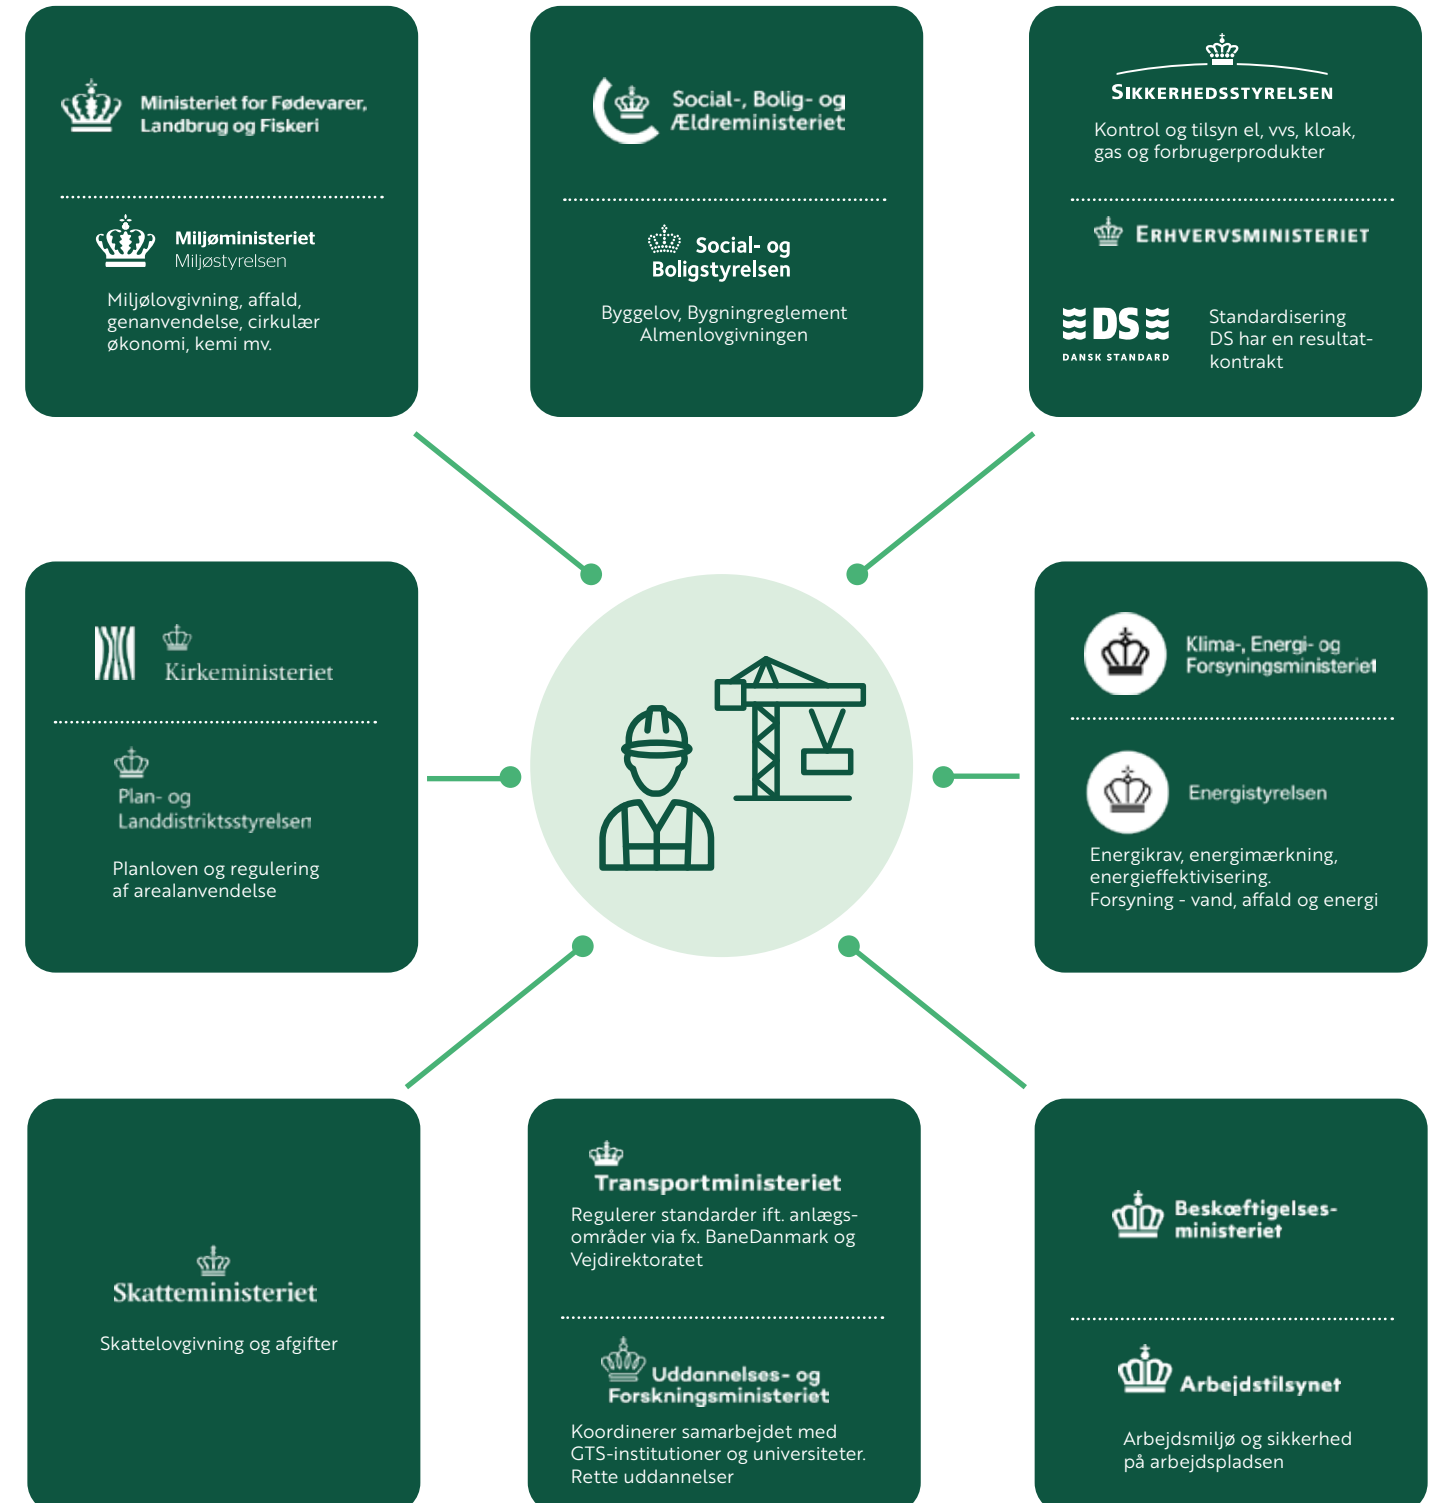 Ministeriet for Fødevarer,
Landbrug og Fiskeri
Miljøministeriet
Miljøstyrelsen
Miljølovgivning, affald,
genanvendelse, cirkulær
økonomi, kemi mv.
Social-, Bolig- og
Ældreministeriet
Social- og
Boligstyrelsen
Byggelov, Bygningreglement
Almenlovgivningen
SIKKERHEDSSTYRELSEN
Kontrol og tilsyn el, vvs, kloak,
gas og forbrugerprodukter
ERHVERVSMINISTERIET
DS
DANSK STANDARD
Standardisering
DS har en resultat-
kontrakt
Kirkeministeriet
Plan- og
Landdistriktsstyrelsen
Planloven og regulering
af arealanvendelse
Klima-, Energi- og
Forsyningsministeriet
Energistyrelsen
Energikrav, energimærkning,
energieffektivisering.
Forsyning - vand, affald og energi
Skatteministeriet
Skattelovgivning og afgifter
Transportministeriet
Regulerer standarder ift. anlægs-
områder via fx. BaneDanmark og
Vejdirektoratet
Uddannelses- og
Forskningsministeriet
Koordinerer samarbejdet med
GTS-institutioner og universiteter.
Rette uddannelser
Beskæftigelses-
ministeriet
Arbejdstilsynet
Arbejdsmiljø og sikkerhed
på arbejdspladsen